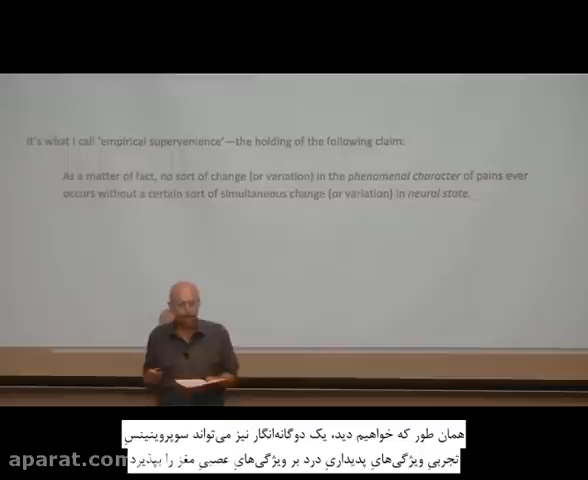 It's what I call 'empirical supervenience'—the holding of the following claim:
As a matter of fact, no sort of change (or variation) in the phenomenal character of pains ever
occurs without a certain sort of simultaneous change (or variation) in neural state.
همان طور که خواهیم دید، یک دوگانه‌انگار نیز می‌تواند سوپروینینسِ
تجربیِ ویژگی‌هایِ پدیداریِ درد بر ویژگی‌هایِ عصبیِ مغز را بپذیرد
aparat.com